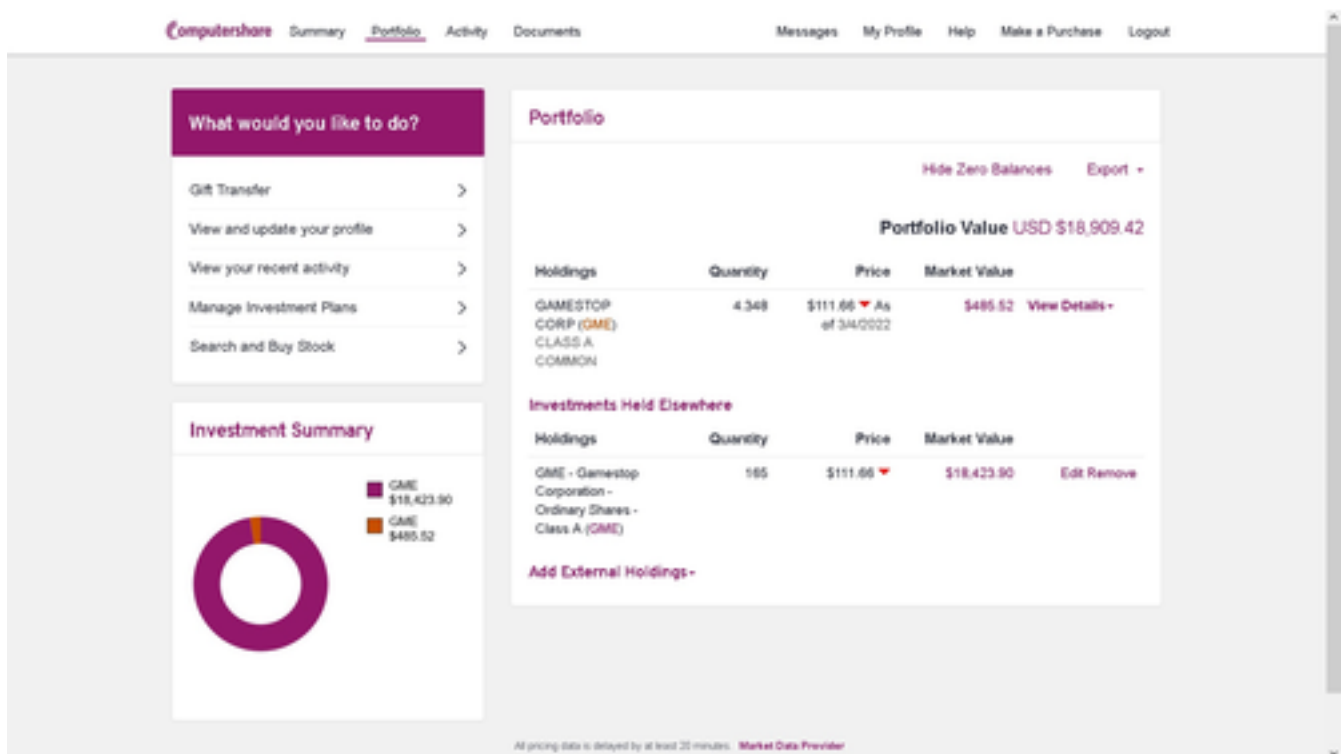 Computershare Summary Portfolio Activity Documents Messages My Profile Help Make a Purchase Logout
What would you like to do?
Gift Transfer
View and update your profile
View your recent activity
Manage Investment Plans
Search and Buy Stock
Investment Summary
GME
$18,423.90
GME
$485.52
Portfolio
Hide Zero Balances Export
Portfolio Value USD $18,909.42
Holdings Quantity Price Market Value
GAMESTOP 4.348 $111.66 As $485.52 View Details
CORP (GME) of 3/4/2022
CLASS A
COMMON
Investments Held Elsewhere
Holdings Quantity Price Market Value
GME - Gamestop 165 $111.66 $18,423.90 Edit Remove
Corporation -
Ordinary Shares -
Class A (GME)
Add External Holdings
All pricing data is delayed by at least 20 minutes. Market Data Provider